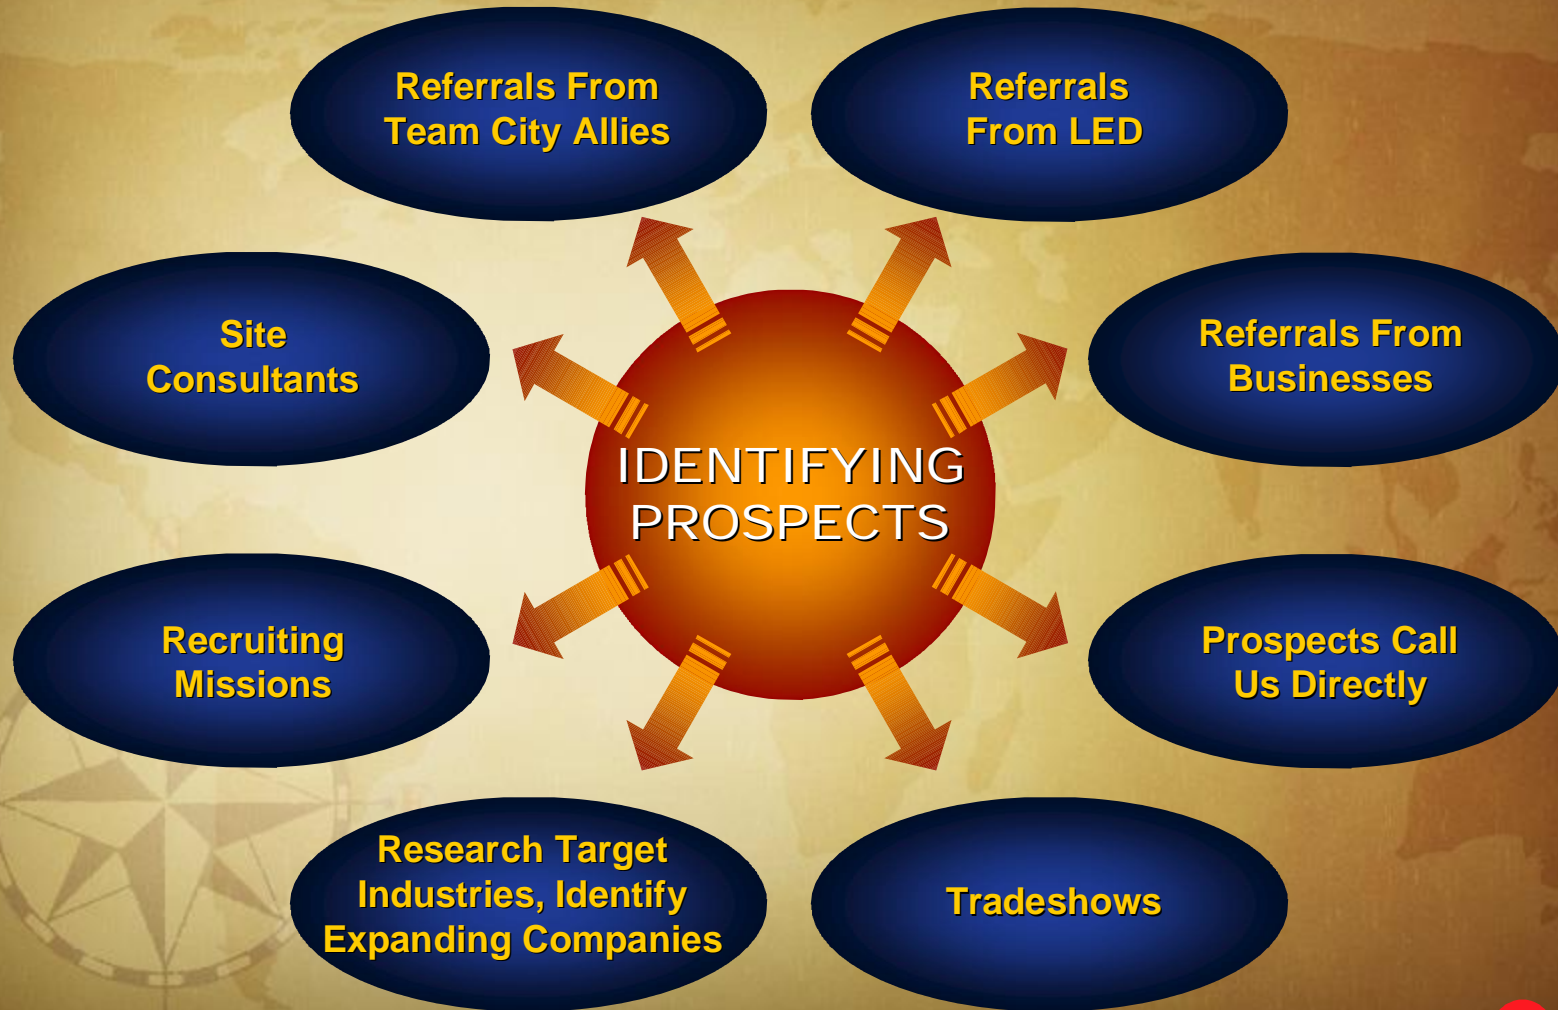 Referrals From
Team City Allies
Referrals
From LED
Site
Consultants
Referrals From
Businesses
IDENTIFYING
PROSPECTS
Recruiting
Missions
Prospects Call
Us Directly
Research Target
Industries, Identify
Expanding Companies
Tradeshows